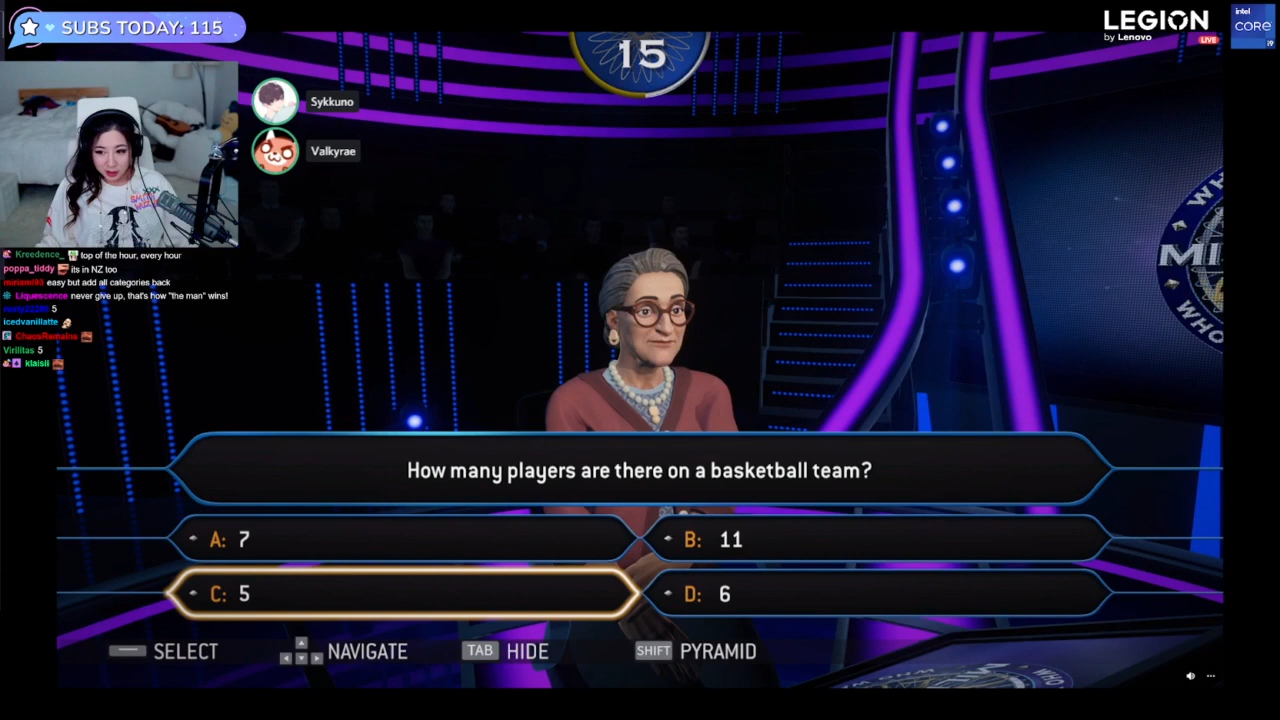 SUBS TODAY: 115
LEGION
by Lenovo
LIVE
intel
CORE
i9
15
Sykkuno
Valkyrae
Kreedence_ top of the hour, every hour
poppa_tiddy its in NZ too
easy but add all categories back
Liquescence never give up, that's how "the man" wins!
5
icedvanillatte
ChaosRemains
Virilitas 5
klaisil
How many players are there on a basketball team?
A: 7
B: 11
C: 5
D: 6
SELECT
NAVIGATE
TAB HIDE
SHIFT PYRAMID
WHO